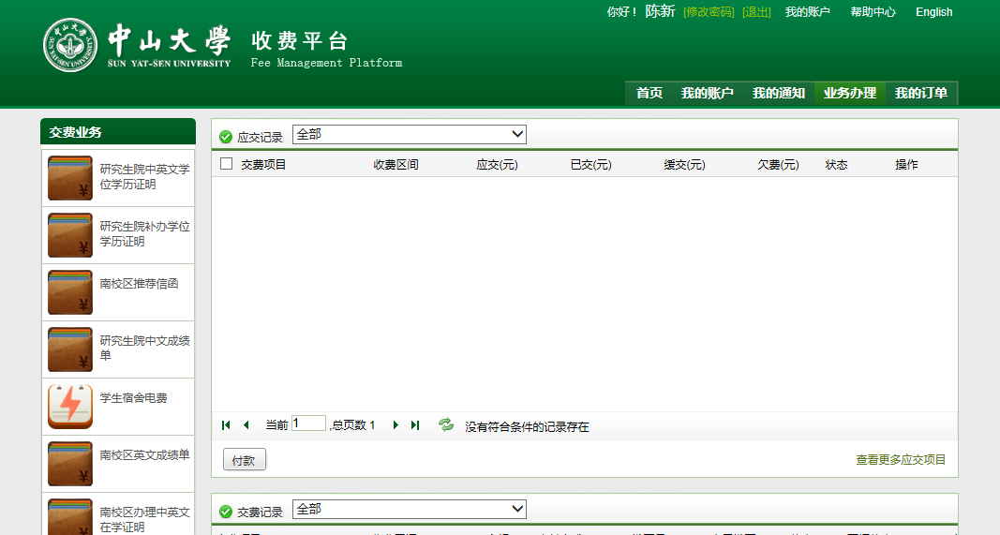 你好！ 陈新 [修改密码] [退出] 我的账户 帮助中心 English
中山大學 收费平台
SUN YAT-SEN UNIVERSITY Fee Management Platform
首页 我的账户 我的通知 业务办理 我的订单
交费业务
研究生院中英文学
位学历证明
研究生院补办学位
学历证明
南校区推荐信函
研究生院中文成绩
单
学生宿舍电费
南校区英文成绩单
南校区办理中英文
在学证明
应交记录 全部
交费项目 收费区间 应交(元) 已交(元) 缓交(元) 欠费(元) 状态 操作
当前 1 ,总页数 1 没有符合条件的记录存在
付款 查看更多应交项目
交费记录 全部